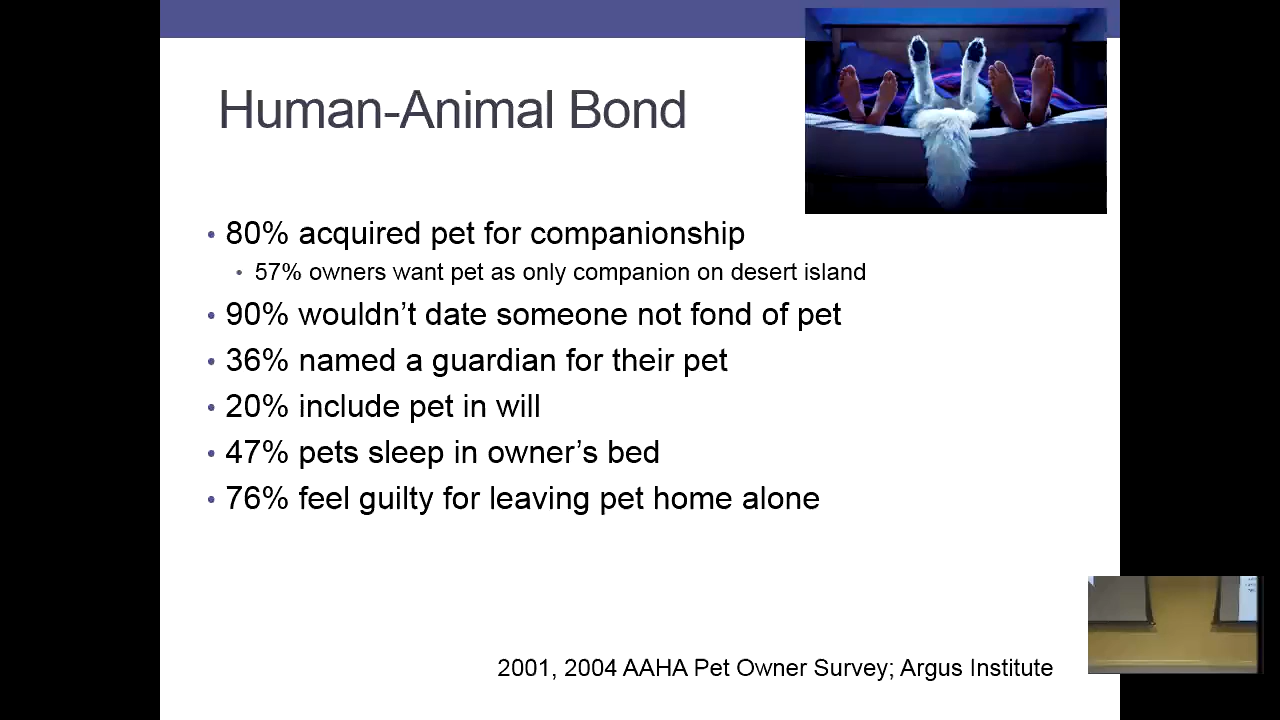 Human-Animal Bond
• 80% acquired pet for companionship
• 57% owners want pet as only companion on desert island
• 90% wouldn’t date someone not fond of pet
• 36% named a guardian for their pet
• 20% include pet in will
• 47% pets sleep in owner’s bed
• 76% feel guilty for leaving pet home alone
2001, 2004 AAHA Pet Owner Survey; Argus Institute